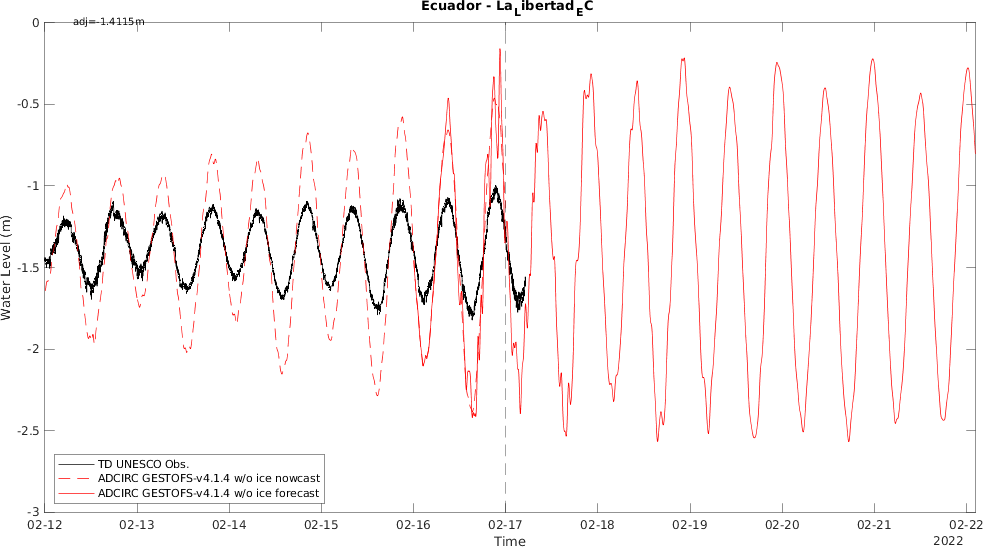 Ecuador - LaLibertadEC
adj=-1.4115m
0
-0.5
-1
-1.5
-2
-2.5
-3
Water Level (m)
TD UNESCO Obs.
ADCIRC GESTOFS-v4.1.4 w/o ice nowcast
ADCIRC GESTOFS-v4.1.4 w/o ice forecast
02-12 02-13 02-14 02-15 02-16 02-17 02-18 02-19 02-20 02-21 02-22
Time
2022